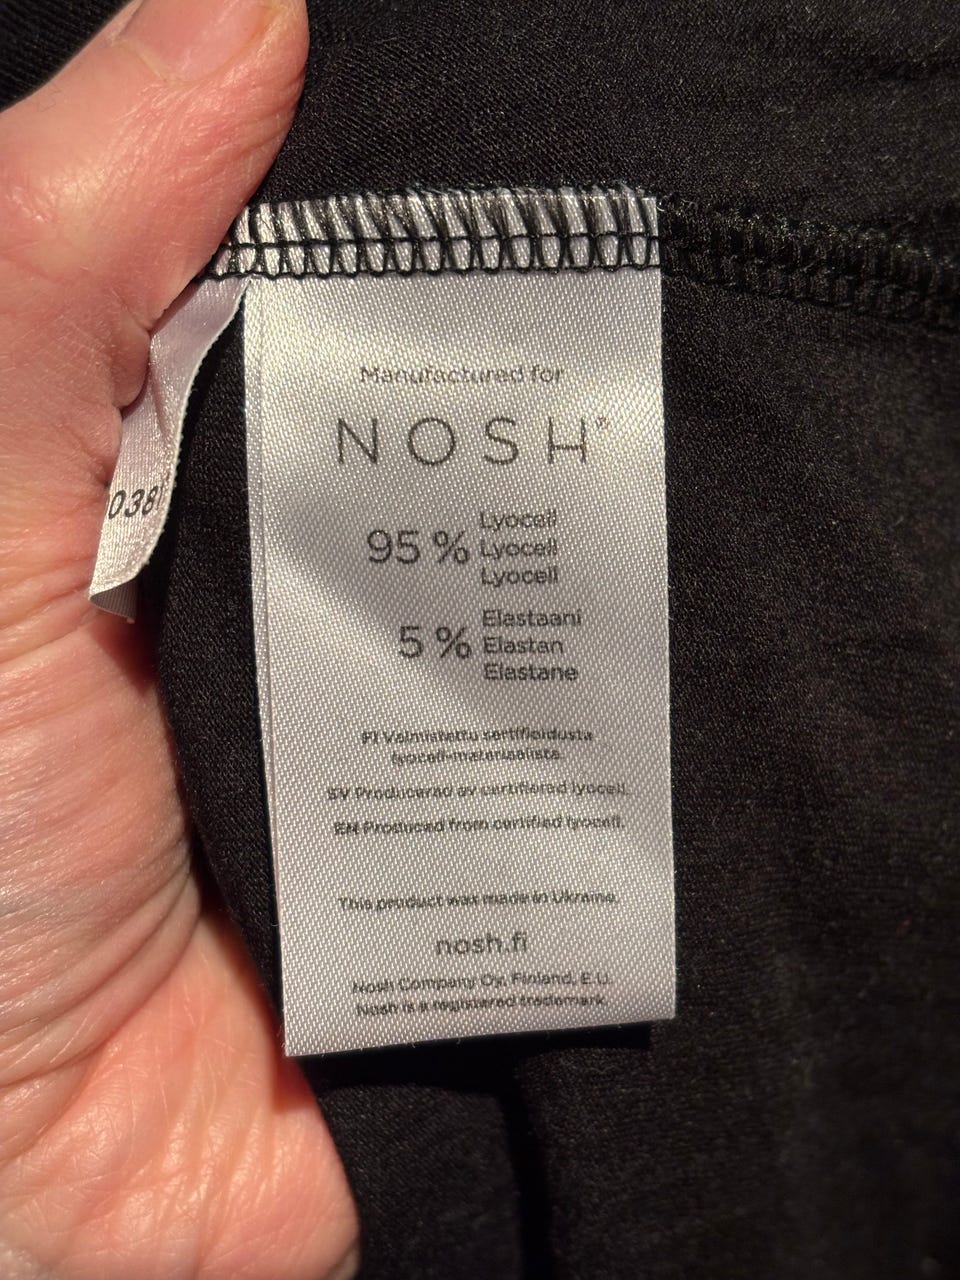 Manufactured for
NOSH®
95 % Lyocell
Lyocell
Lyocell
5 % Elastaani
Elastan
Elastane
FI Valmistettu sertifioidusta
lyocell-materiaalista.
SV Producerad av certifierad lyocell.
EN Produced from certified lyocell.
This product was made in Ukraine.
nosh.fi
Nosh Company Oy, Finland, E.U.
Nosh is a registered trademark.
038